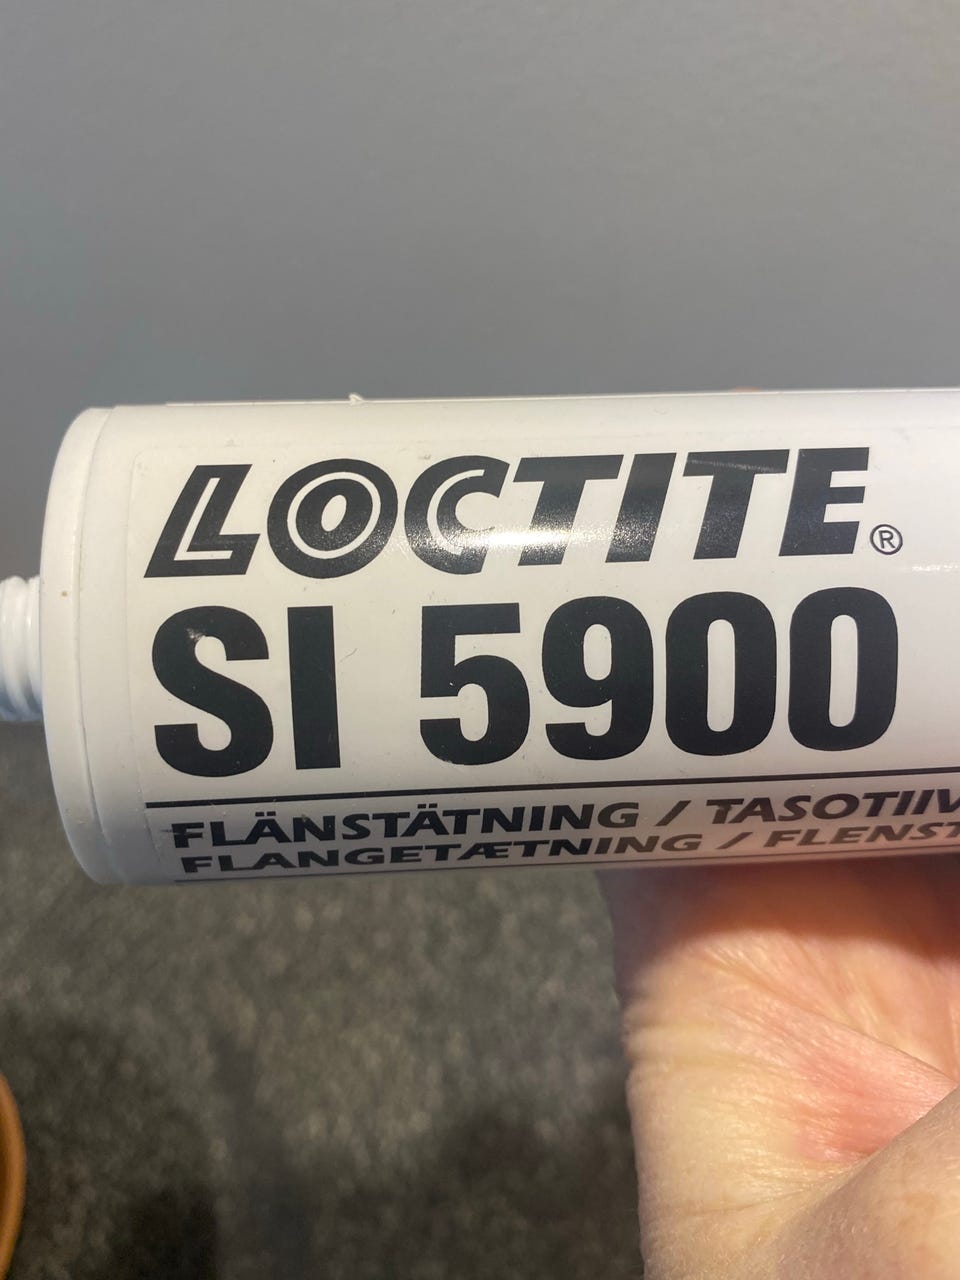 LOCTITE®
SI 5900
FLÄNSTÄTNING /
FLANGETÆTNING /